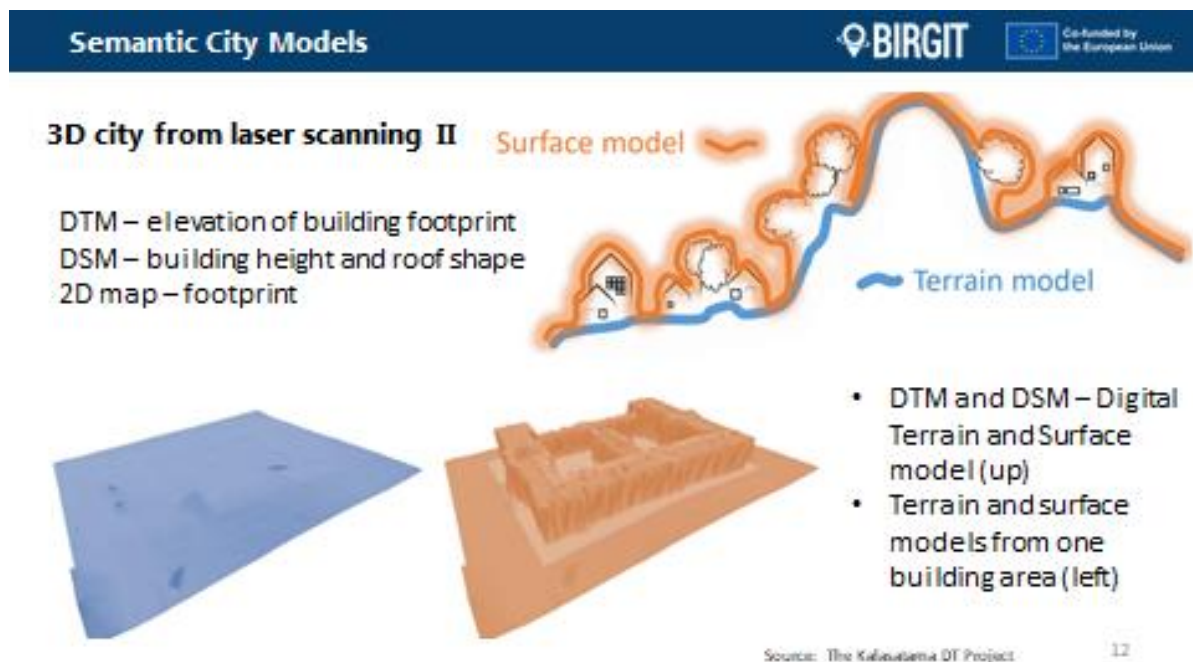 Semantic City Models
BIRGIT
Co-funded by
the European Union
3D city from laser scanning II
Surface model
DTM – elevation of building footprint
DSM – building height and roof shape
2D map – footprint
Terrain model
• DTM and DSM – Digital
Terrain and Surface
model (up)
• Terrain and surface
models from one
building area (left)
Source: The Kalasatama DT Project
12